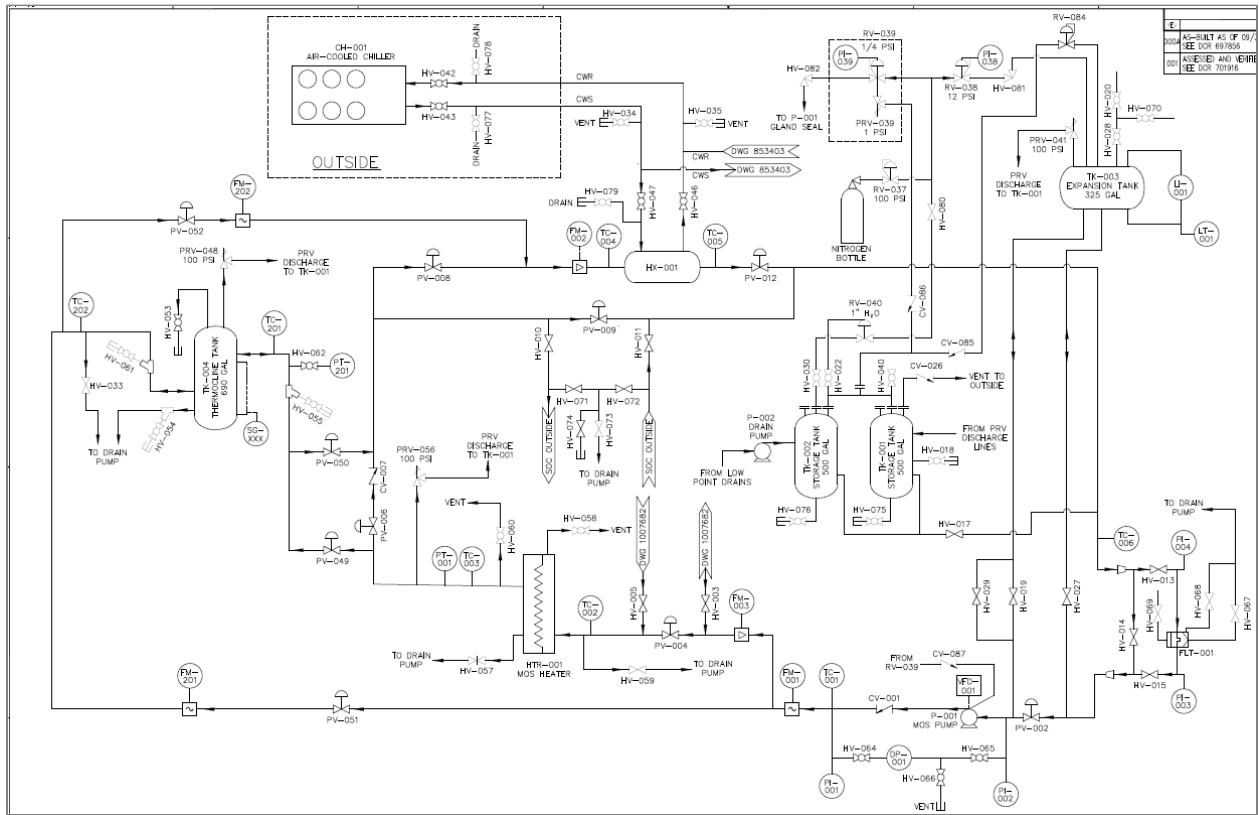 CH-001
AIR-COOLED CHILLER
OUTSIDE
DRAIN
HV-078
HV-042
HV-043
HV-077
DRAIN
CWR
CWS
HV-034
VENT
HV-035
VENT
CWR
DWG 853403
CWS
DWG 853403
HV-079
DRAIN
HV-047
HV-046
RV-039
1/4 PSI
PI-
039
HV-082
TO P-001
GLAND SEAL
PRV-039
1 PSI
PI-
038
RV-038
12 PSI
HV-081
RV-084
AS-BUILT AS OF 09/
SEE DCR 697856
001
ASSESSED AND VERIFIE
SEE DCR 701916
HV-020
HV-070
HV-028
PRV-041
100 PSI
PRV
DISCHARGE
TO TK-001
TK-003
EXPANSION TANK
325 GAL
LI-
001
LT-
001
RV-037
100 PSI
NITROGEN
BOTTLE
HV-080
FM-
202
PV-052
PRV-048
100 PSI
PRV
DISCHARGE
TO TK-001
PV-008
FM-
002
TC-
004
HX-001
TC-
005
PV-012
CV-086
TC-
202
HV-053
TC-
201
HV-061
TK-004
THERMOCLINE TANK
690 GAL
HV-062
PT-
201
HV-033
HV-054
HV-055
SG-
XXX
TO DRAIN
PUMP
PV-050
CV-007
PV-006
PV-049
PV-009
HV-010
HV-011
HV-071
HV-072
HV-074
HV-073
SOC OUTSIDE
SOC OUTSIDE
TO DRAIN
PUMP
RV-040
1" H2O
HV-030
HV-022
HV-040
CV-085
CV-026
VENT TO
OUTSIDE
P-002
DRAIN
PUMP
FROM LOW
POINT DRAINS
TK-002
STORAGE TANK
500 GAL
TK-001
STORAGE TANK
500 GAL
FROM PRV
DISCHARGE
LINES
HV-018
HV-076
HV-075
HV-017
PRV-056
100 PSI
PRV
DISCHARGE
TO TK-001
VENT
HV-060
HV-058
VENT
PT-
001
TC-
003
DWG 1007682
DWG 1007682
HV-005
HV-003
TC-
002
PV-004
FM-
003
TO DRAIN
PUMP
HV-057
HTR-001
MOS HEATER
HV-059
TO DRAIN
PUMP
HV-029
HV-019
HV-027
TO DRAIN
PUMP
TC-
006
PI-
004
HV-013
HV-069
HV-068
HV-067
HV-014
FLT-001
HV-015
PI-
003
FM-
201
PV-051
FM-
001
TC-
001
CV-001
FROM
RV-039
CV-087
VFD-
001
P-001
MOS PUMP
PV-002
HV-064
DP-
001
HV-065
HV-066
VENT
PI-
001
PI-
002